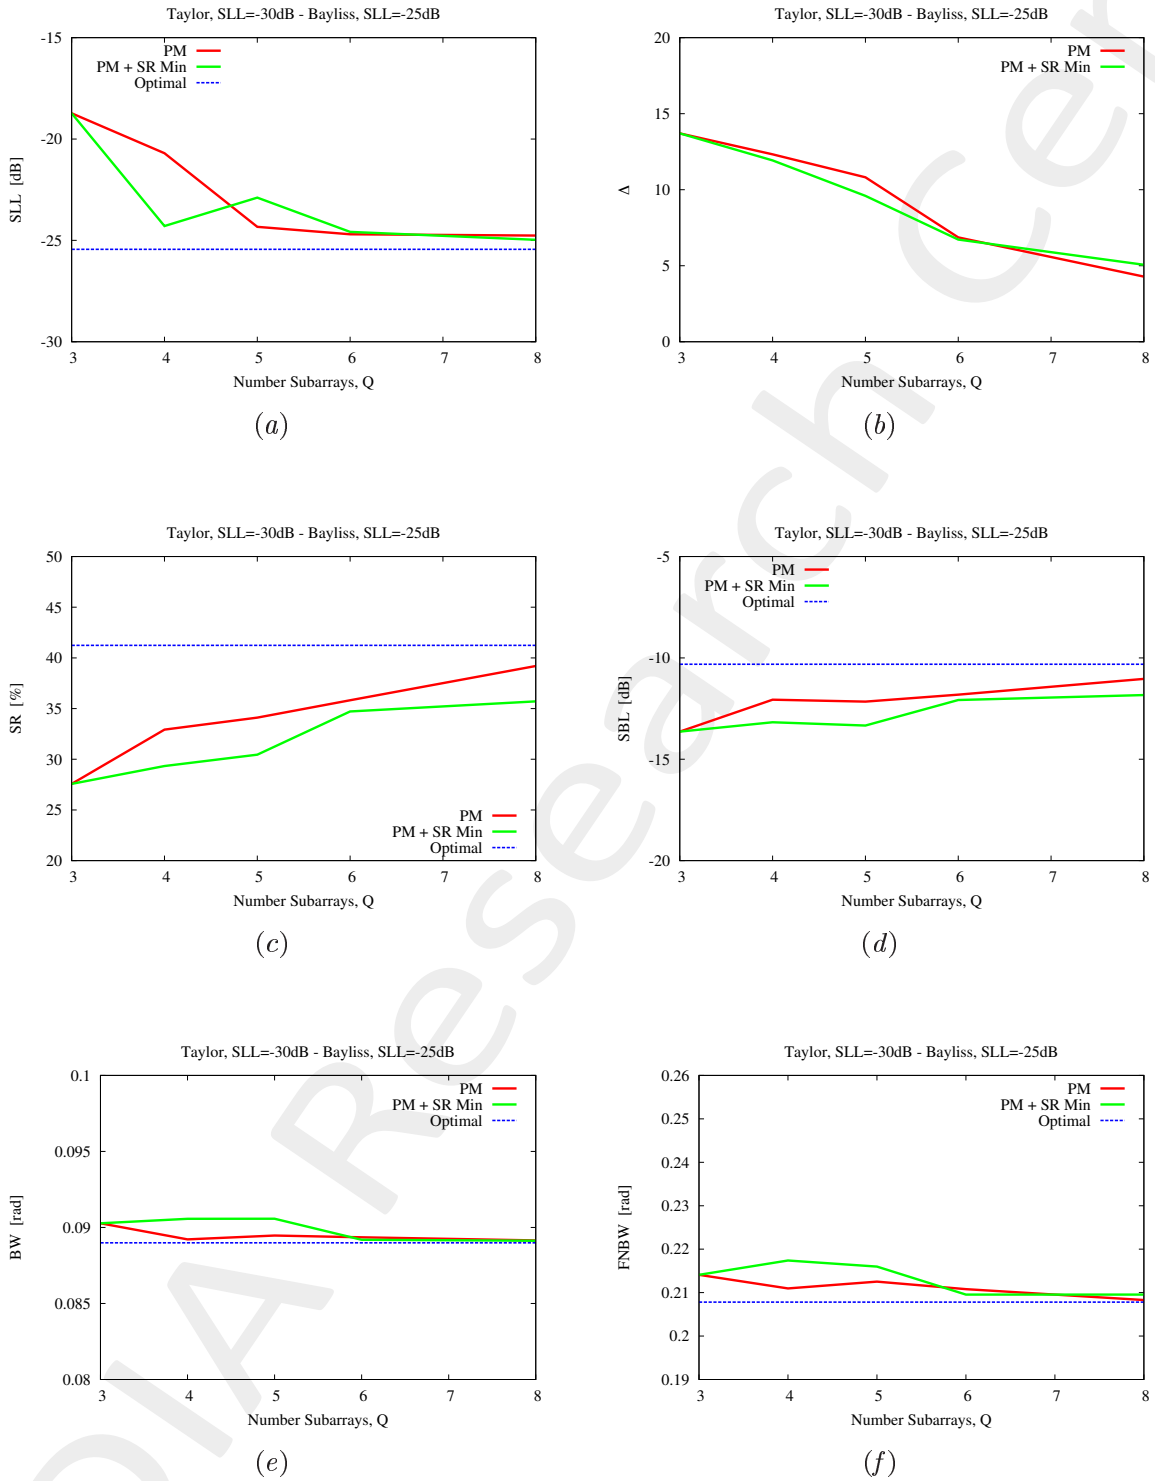 Taylor, SLL=-30dB - Bayliss, SLL=-25dB
-15
-20
-25
-30
SLL [dB]
PM
PM + SR Min
Optimal
3 4 5 6 7 8
Number Subarrays, Q
(a)
Taylor, SLL=-30dB - Bayliss, SLL=-25dB
20
15
10
5
0
Δ
PM
PM + SR Min
3 4 5 6 7 8
Number Subarrays, Q
(b)
Taylor, SLL=-30dB - Bayliss, SLL=-25dB
50
45
40
35
30
25
20
SR [%]
PM
PM + SR Min
Optimal
3 4 5 6 7 8
Number Subarrays, Q
(c)
Taylor, SLL=-30dB - Bayliss, SLL=-25dB
-5
-10
-15
-20
SBL [dB]
PM
PM + SR Min
Optimal
3 4 5 6 7 8
Number Subarrays, Q
(d)
Taylor, SLL=-30dB - Bayliss, SLL=-25dB
0.1
0.095
0.09
0.085
0.08
BW [rad]
PM
PM + SR Min
Optimal
3 4 5 6 7 8
Number Subarrays, Q
(e)
Taylor, SLL=-30dB - Bayliss, SLL=-25dB
0.26
0.25
0.24
0.23
0.22
0.21
0.2
0.19
FNBW [rad]
PM
PM + SR Min
Optimal
3 4 5 6 7 8
Number Subarrays, Q
(f)
DIA Research Cer